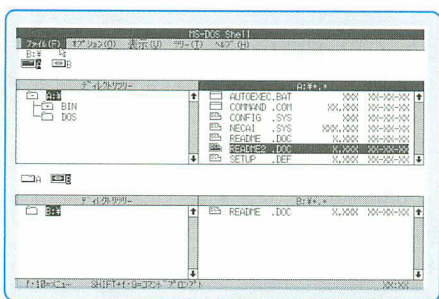 MS-DOS Shell
ファイル(F) オプション(O) 表示(V) ツリー(T) ヘルプ(H)
B:¥
A B
ディレクトリツリー
A:¥*.*
A:¥
BIN
DOS
AUTOEXEC.BAT XXX XX-XX-XX
COMMAND .COM XXX XX-XX-XX
CONFIG .SYS XXX XX-XX-XX
NECAI .SYS XXX,XXX XX-XX-XX
README .DOC X,XXX XX-XX-XX
README2 .DOC X,XXX XX-XX-XX
SETUP .DEF X,XXX XX-XX-XX
A B
ディレクトリツリー
B:¥*.*
B:¥
README .DOC X,XXX XX-XX-XX
f・10=メニュー SHIFT+f・9=コマンド プロンプト XX:XX